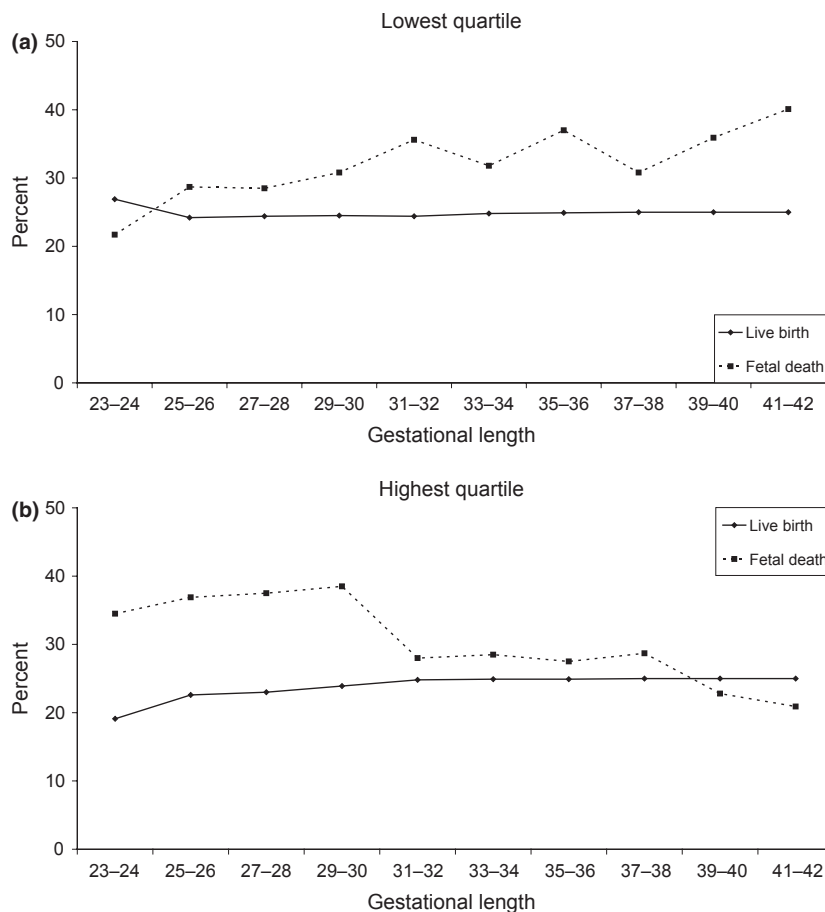 (a)
Lowest quartile
50
40
30
20
10
0
Percent
Live birth
Fetal death
23–24 25–26 27–28 29–30 31–32 33–34 35–36 37–38 39–40 41–42
Gestational length
(b)
Highest quartile
50
40
30
20
10
0
Percent
Live birth
Fetal death
23–24 25–26 27–28 29–30 31–32 33–34 35–36 37–38 39–40 41–42
Gestational length